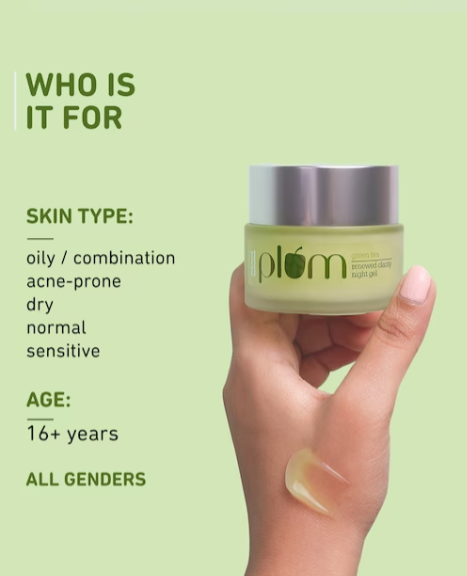 WHO IS
IT FOR
SKIN TYPE:
oily / combination
acne-prone
dry
normal
sensitive
AGE:
16+ years
ALL GENDERS
plum
green tea
renewed clarity
night gel